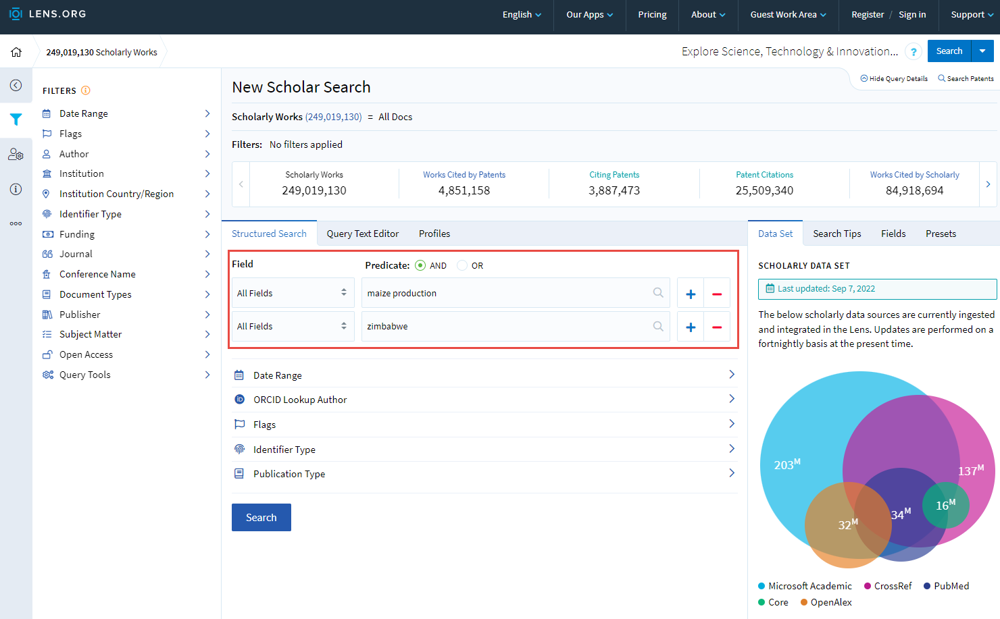 LENS.ORG
English
Our Apps
Pricing
About
Guest Work Area
Register / Sign in
Support
249,019,130 Scholarly Works
Explore Science, Technology & Innovation...
?
Search
Hide Query Details
Search Patents
FILTERS
Date Range
Flags
Author
Institution
Institution Country/Region
Identifier Type
Funding
Journal
Conference Name
Document Types
Publisher
Subject Matter
Open Access
Query Tools
New Scholar Search
Scholarly Works (249,019,130) = All Docs
Filters: No filters applied
Scholarly Works
249,019,130
Works Cited by Patents
4,851,158
Citing Patents
3,887,473
Patent Citations
25,509,340
Works Cited by Scholarly
84,918,694
Structured Search
Query Text Editor
Profiles
Field
Predicate: AND OR
All Fields
maize production
All Fields
zimbabwe
Date Range
iD ORCID Lookup Author
Flags
Identifier Type
Publication Type
Search
Data Set
Search Tips
Fields
Presets
SCHOLARLY DATA SET
Last updated: Sep 7, 2022
The below scholarly data sources are currently ingested
and integrated in the Lens. Updates are performed on a
fortnightly basis at the present time.
203M
137M
16M
34M
32M
Microsoft Academic
CrossRef
PubMed
Core
OpenAlex